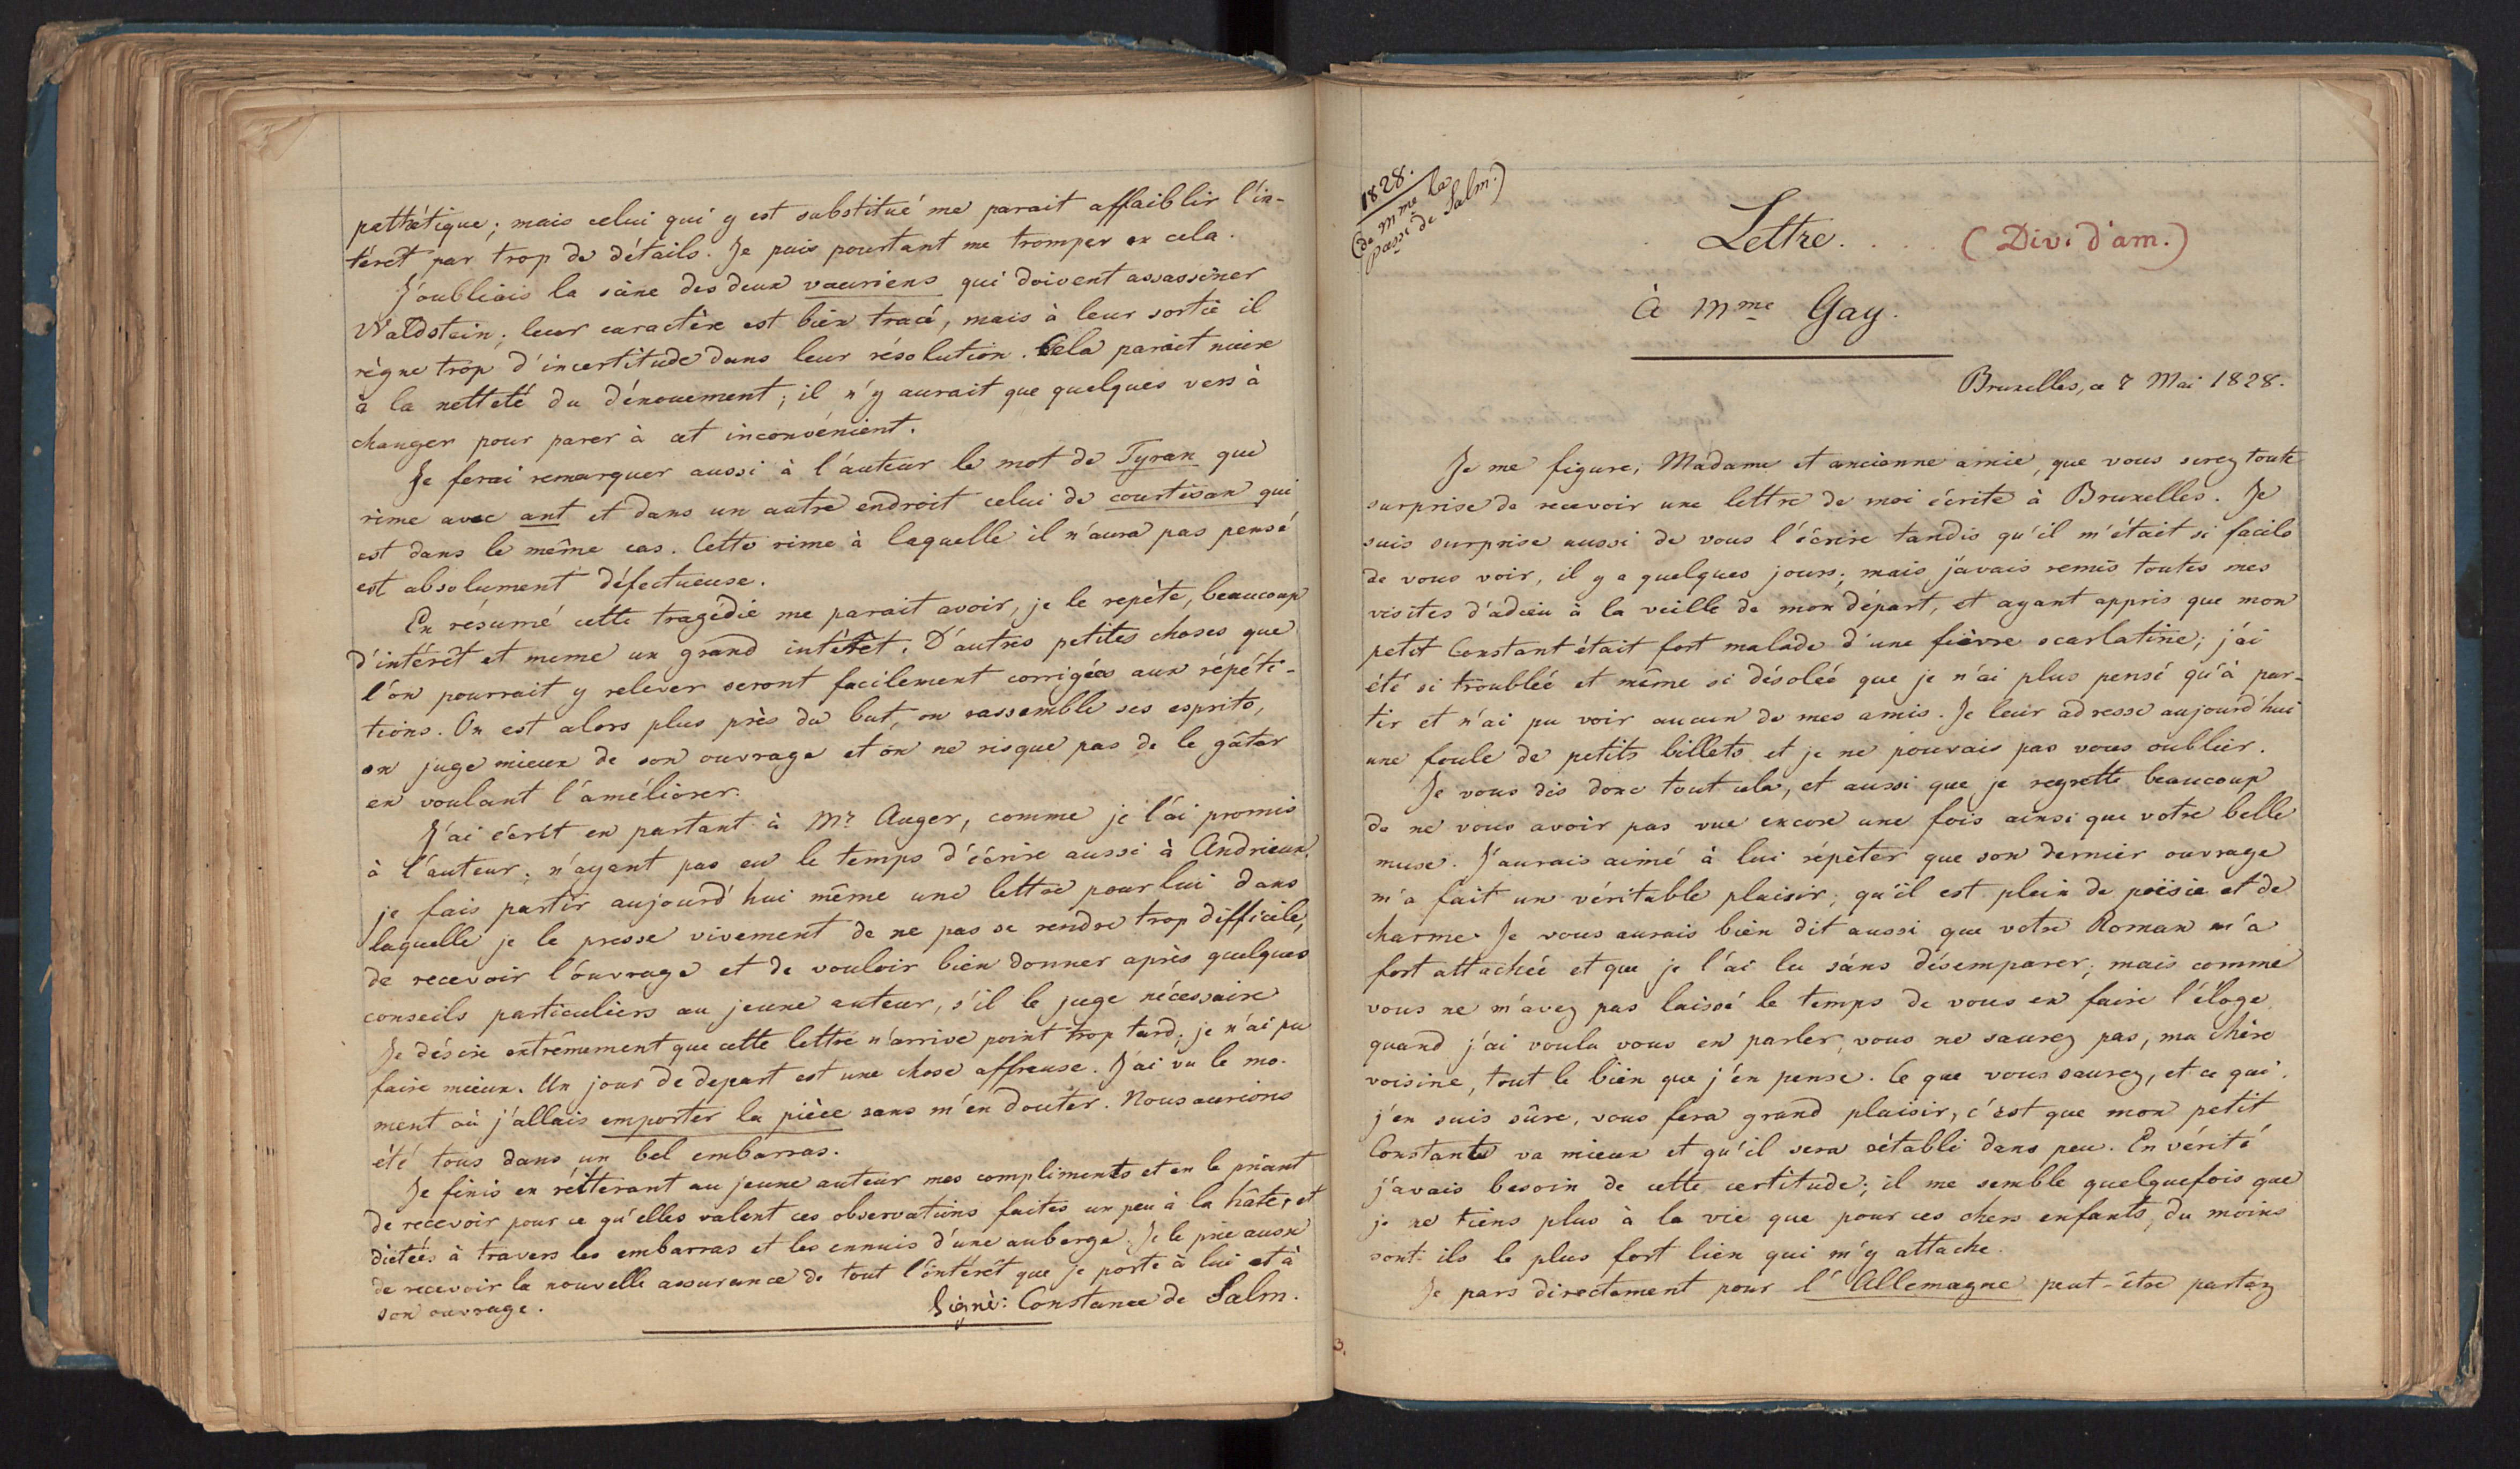 pathétique; mais celui qui y est substitué me parait affaiblir l'in-
térêt par trop de détails. Je puis pourtant me tromper en cela.
J'oubliais la scène des deux vauriens qui doivent assassiner
Waldstein; leur caractère est bien tracé, mais à leur sortie il
règne trop d'incertitude dans leur résolution. Cela parait nuire
à la netteté du dénouement; il n'y aurait que quelques vers à
changer pour parer à cet inconvénient.
Je ferai remarquer aussi à l'auteur le mot de Tyran que
rime avec ant et dans un autre endroit celui de courtisan qui
est dans le même cas. Cette rime à laquelle il n'aura pas pensé
est absolument défectueuse.
En résumé cette tragédie me parait avoir, je le repète, beaucoup
d'intérêt et meme un grand intérêt. D'autres petites choses que
l'on pourrait y relever seront facilement corrigées aux répéti-
tions. On est alors plus près du but, on rassemble ses esprits,
on juge mieux de son ouvrage et on ne risque pas de le gâter
en voulant l'améliorer.
J'ai écrit en partant à Mr Auger, comme je l'ai promis
à l'auteur; n'ayant pas eu le temps d'écrire aussi à Andrieux,
je fais partir aujourd'hui même une lettre pour lui dans
laquelle je le presse vivement de ne pas se rendre trop difficile,
de recevoir l'ouvrage et de vouloir bien donner après quelques
conseils particuliers au jeune auteur, s'il le juge nécessaire
Je désire extrêmement que cette lettre n'arrive point trop tard; je n'ai pu
faire mieux. Un jour de depart est une chose affreuse. J'ai vu le mo-
ment où j'allais emporter la pièce sans m'en douter. Nous aurions
été tous dans un bel embarras.
Je finis en réitterant au jeune auteur mes compliments et en le priant
de recevoir pour ce qu'elles valent ces observations faites un peu à la hâte, et
dictées à travers les embarras et les ennuis d'une auberge. Je le prie aussi
de recevoir la nouvelle assurance de tout l'intérêt que je porte à lui et à
son ouvrage.
Signé: Constance de Salm.
1828.
(de Mme la
passé de Salm.)
Lettre. . . . (Div. d'am.)
à Mme Gay.
Bruxelles, ce 7 Mai 1828.
Je me figure, Madame et ancienne amie, que vous serez toute
surprise de recevoir une lettre de moi écrite à Bruxelles. Je
suis surprise aussi de vous l'écrire tandis qu'il m'était si facile
de vous voir, il y a quelques jours; mais j'avais remis toutes mes
visites d'adieu à la veille de mon départ, et ayant appris que mon
petit Constant était fort malade d'une fièvre scarlatine; j'ai
été si troublée et même si désolée que je n'ai plus pensé qu'à par-
tir et n'ai pu voir aucun de mes amis. Je leur adresse aujourd'hui
une foule de petits billets et je ne pouvais pas vous oublier.
Je vous dis donc tout cela, et aussi que je regrette beaucoup
de ne vous avoir pas vue encore une fois ainsi que votre belle
muse. J'aurais aimé à lui répéter que son dernier ouvrage
m'a fait un véritable plaisir; qu'il est plein de poësie et de
charme. Je vous aurais bien dit aussi que votre Roman m'a
fort attachée et que je l'ai lu sans désemparer; mais comme
vous ne m'avez pas laissé le temps de vous en faire l'éloge
quand j'ai voulu vous en parler, vous ne saurez pas, ma chère
voisine, tout le bien que j'en pense. Ce que vous saurez, et ce qui
j'en suis sûre, vous fera grand plaisir, c'est que mon petit
Constant va mieux et qu'il sera rétabli dans peu. En vérité
j'avais besoin de cette certitude; il me semble quelquefois que
je ne tiens plus à la vie que pour ces chers enfants, du moins
sont-ils le plus fort lien qui m'y attache.
Je pars directement pour l'Allemagne peut-être partez
3.